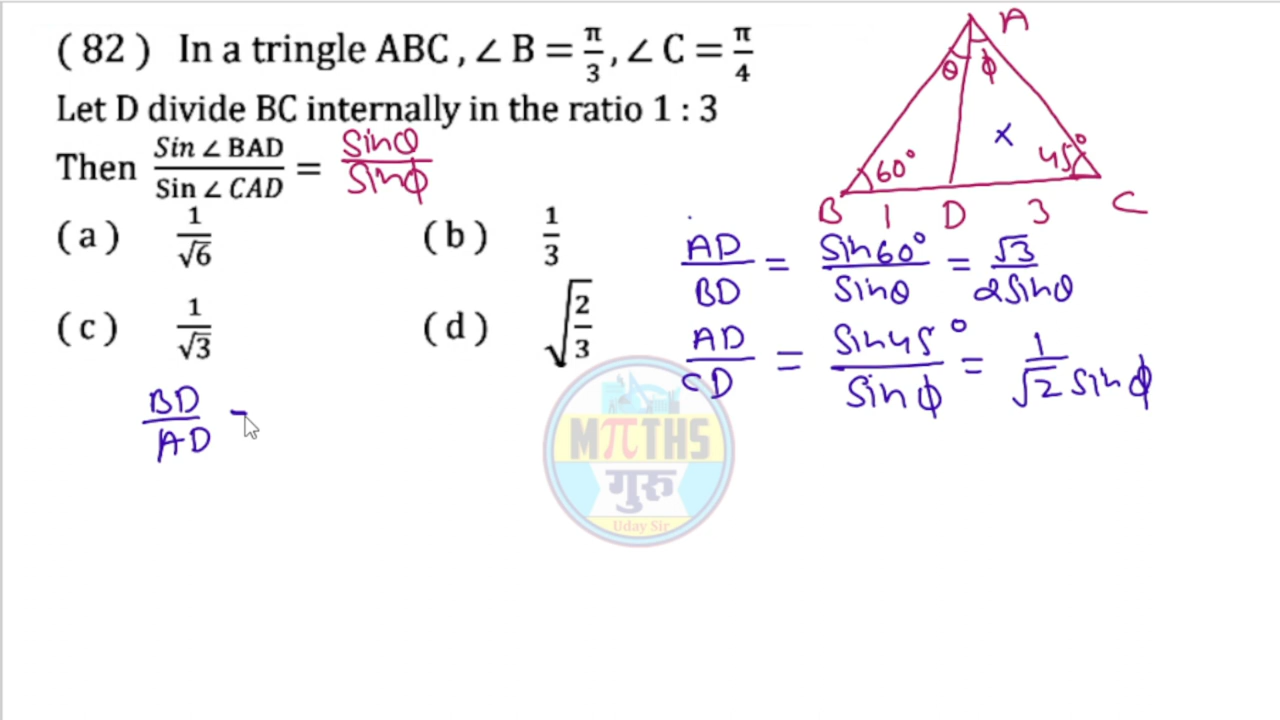 ( 82 ) In a tringle ABC , ∠ B = π/3 , ∠ C = π/4
Let D divide BC internally in the ratio 1 : 3
Then Sin ∠ BAD / Sin ∠ CAD = sinθ / sinϕ
( a ) 1/√6 ( b ) 1/3
( c ) 1/√3 ( d ) √(2/3)
BD/AD =
A
θ ϕ
x
60° 45°
B 1 D 3 C
AD/BD = sin60°/sinθ = √3/2sinθ
AD/CD = sin45°/sinϕ = 1/√2 sinϕ
MπTHS
गुरु
Uday Sir